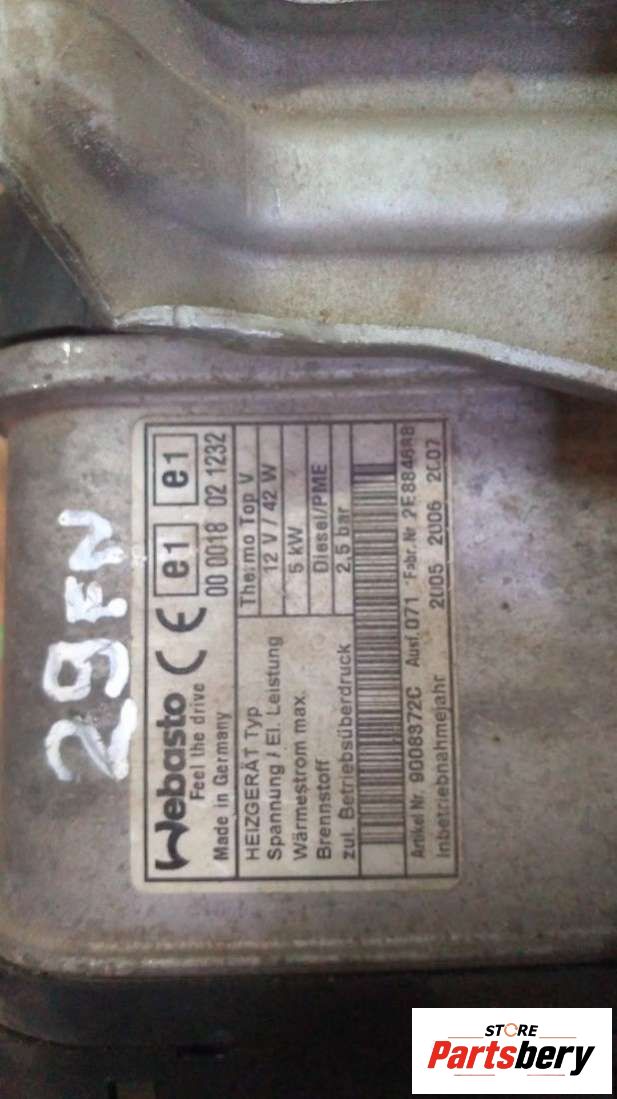 29FN
Webasto CE e1 e1
Feel the drive 00 0018 02 1232
Made in Germany
HEIZGERÄT Typ Thermo Top V
Spannung / El. Leistung 12 V / 42 W
Wärmestrom max. 5 kW
Brennstoff Diesel/PME
zul. Betriebsüberdruck 2,5 bar
Artikel Nr. 9008372C Ausf. 071 Fabr. Nr.
Inbetriebnahmejahr 2005 2006 2007
STORE
Partsbery